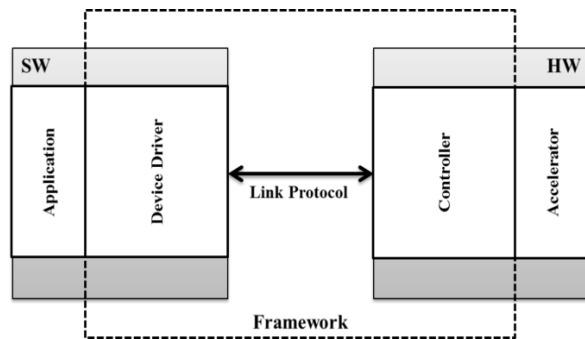 SW
HW
Application
Device Driver
Link Protocol
Controller
Accelerator
Framework